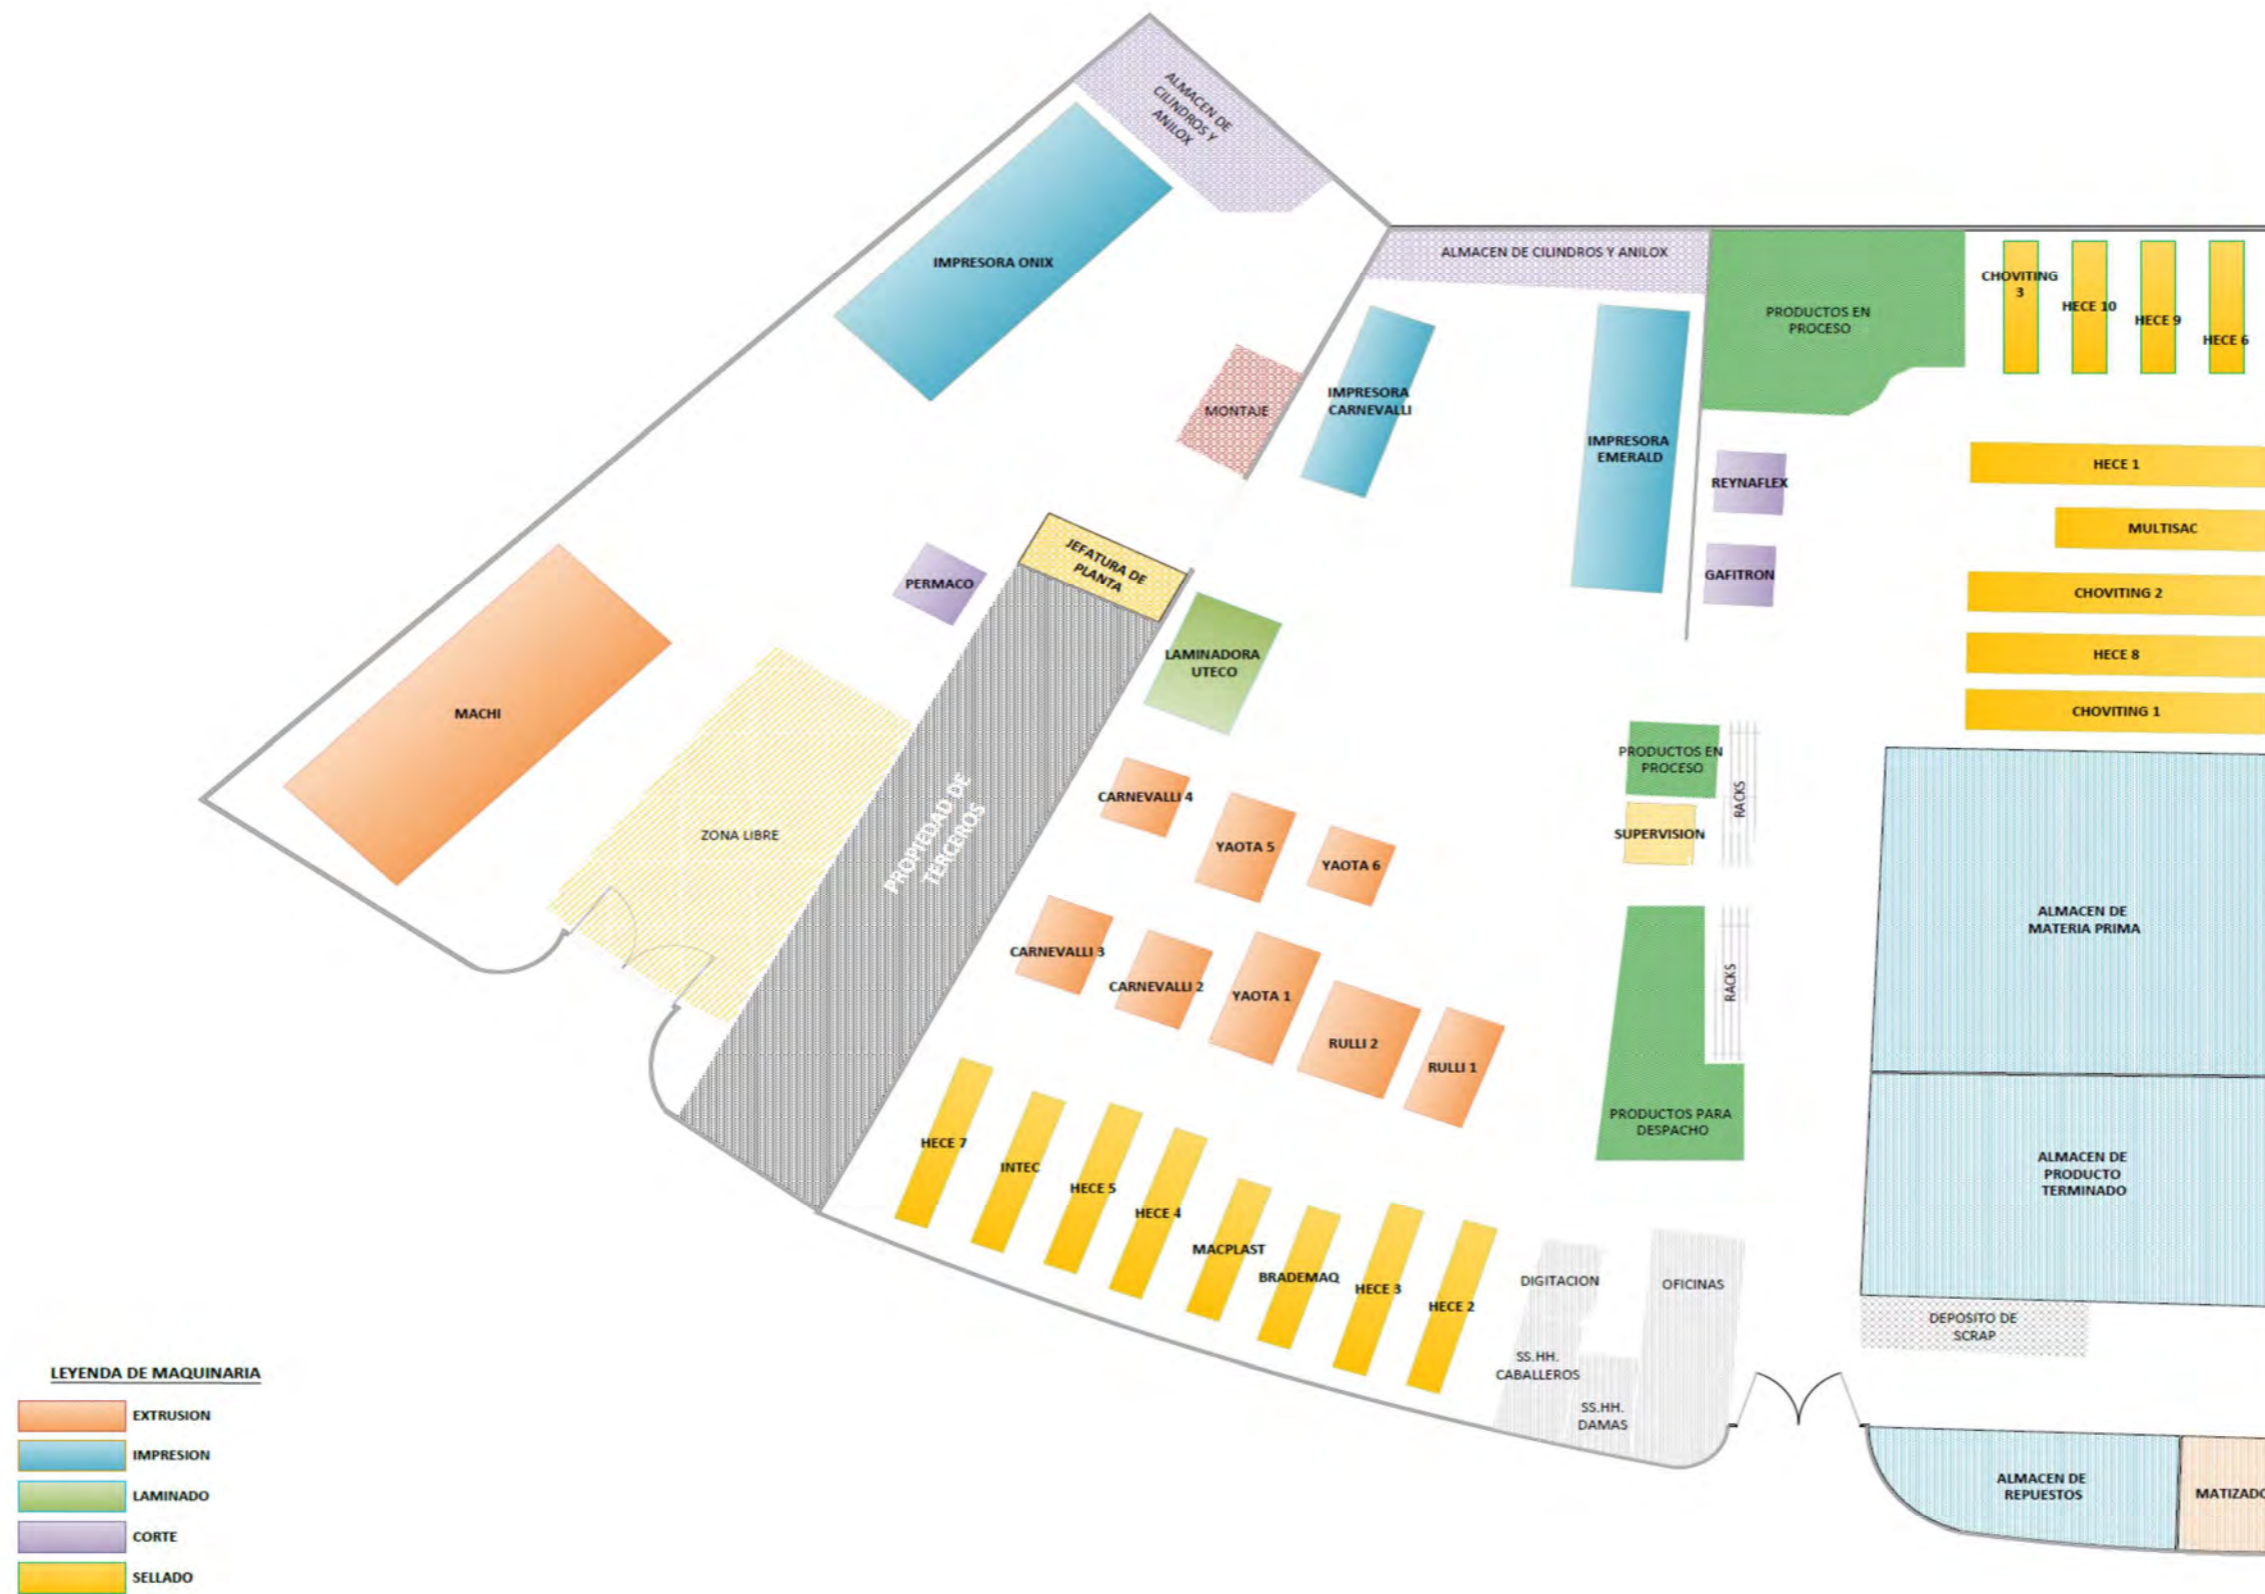 ALMACEN DE
CILINDROS Y
ANILOX
IMPRESORA ONIX
ALMACEN DE CILINDROS Y ANILOX
PRODUCTOS EN
PROCESO
CHOVITING
3
HECE 10
HECE 9
HECE 6
MONTAJE
IMPRESORA
CARNEVALLI
IMPRESORA
EMERALD
REYNAFLEX
GAFITRON
HECE 1
MULTISAC
CHOVITING 2
HECE 8
CHOVITING 1
JEFATURA DE
PLANTA
PERMACO
LAMINADORA
UTECO
MACHI
ZONA LIBRE
PROPIEDAD DE
TERCEROS
CARNEVALLI 4
YAOTA 5
YAOTA 6
PRODUCTOS EN
PROCESO
RACKS
SUPERVISION
CARNEVALLI 3
CARNEVALLI 2
YAOTA 1
RULLI 2
RULLI 1
RACKS
PRODUCTOS PARA
DESPACHO
ALMACEN DE
MATERIA PRIMA
ALMACEN DE
PRODUCTO
TERMINADO
HECE 7
INTEC
HECE 5
HECE 4
MACPLAST
BRADEMAQ
HECE 3
HECE 2
DIGITACION
OFICINAS
SS.HH.
CABALLEROS
SS.HH.
DAMAS
DEPOSITO DE
SCRAP
ALMACEN DE
REPUESTOS
MATIZADO
LEYENDA DE MAQUINARIA
EXTRUSION
IMPRESION
LAMINADO
CORTE
SELLADO